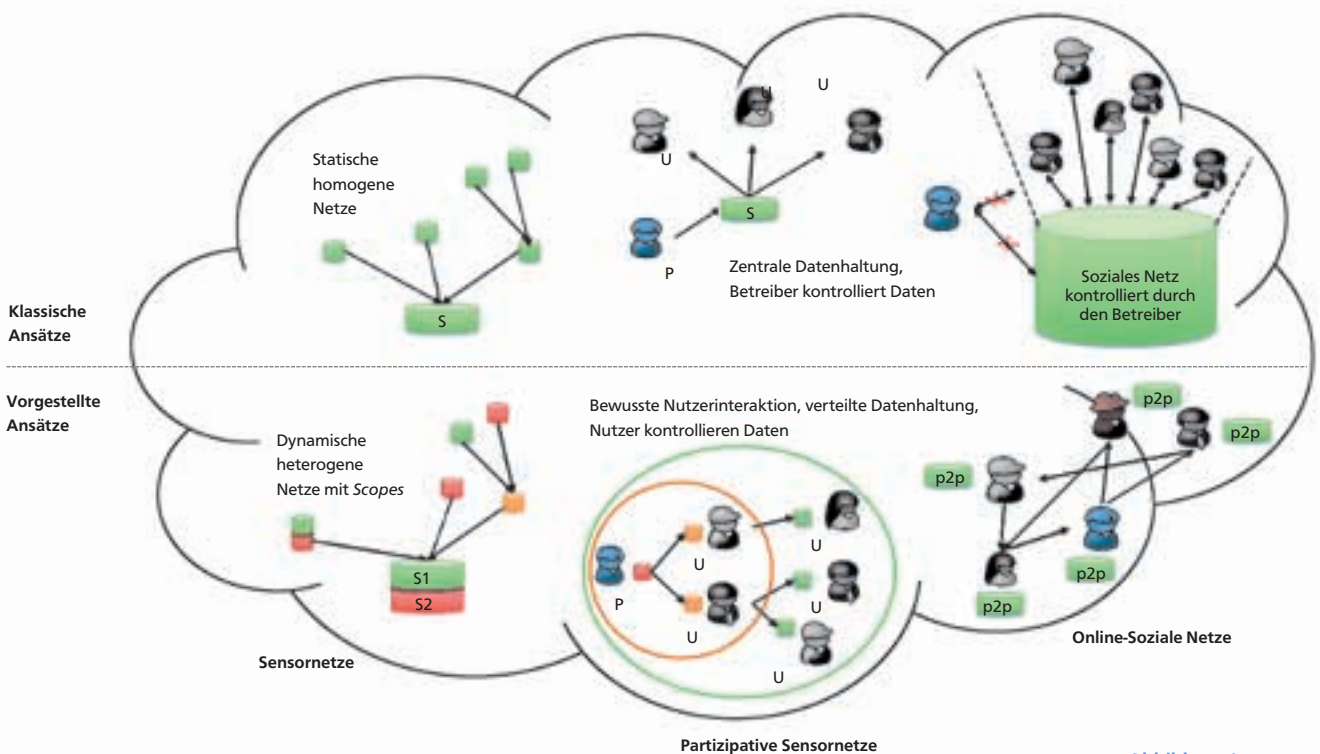 Statische
homogene
Netze
S
U
U
U
S
P
Zentrale Datenhaltung,
Betreiber kontrolliert Daten
Soziales Netz
kontrolliert durch
den Betreiber
Klassische
Ansätze
Vorgestellte
Ansätze
Dynamische
heterogene
Netze mit Scopes
S1
S2
Sensornetze
Bewusste Nutzerinteraktion, verteilte Datenhaltung,
Nutzer kontrollieren Daten
P
U
U
U
U
U
Partizipative Sensornetze
p2p
p2p
p2p
p2p
p2p
Online-Soziale Netze